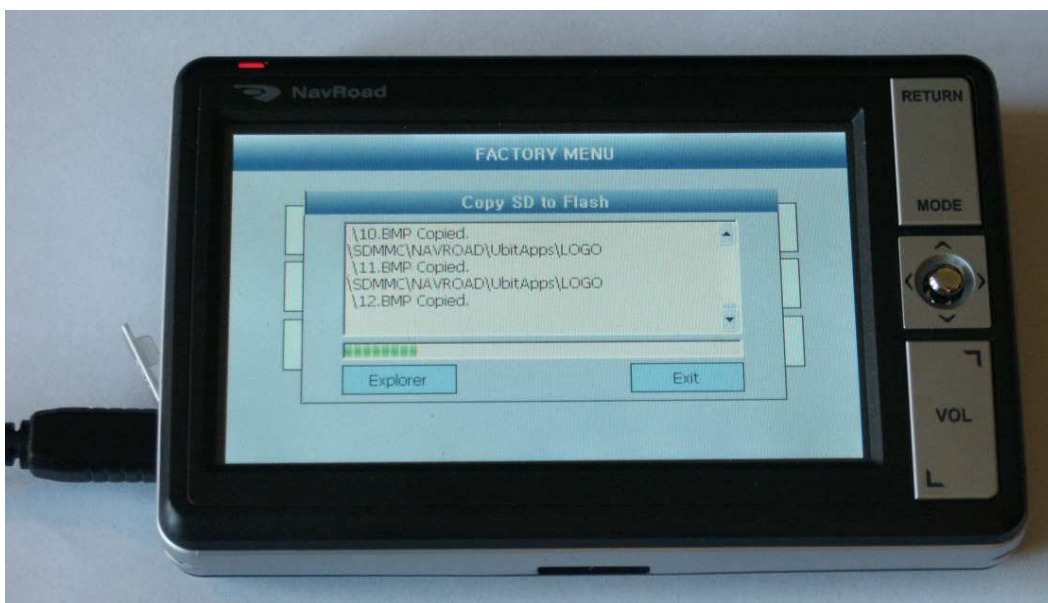 NavRoad
RETURN
FACTORY MENU
Copy SD to Flash
MODE
\10.BMP Copied.
\SDMMC\NAVROAD\UbitApps\LOGO
\11.BMP Copied.
\SDMMC\NAVROAD\UbitApps\LOGO
\12.BMP Copied.
Explorer
Exit
VOL